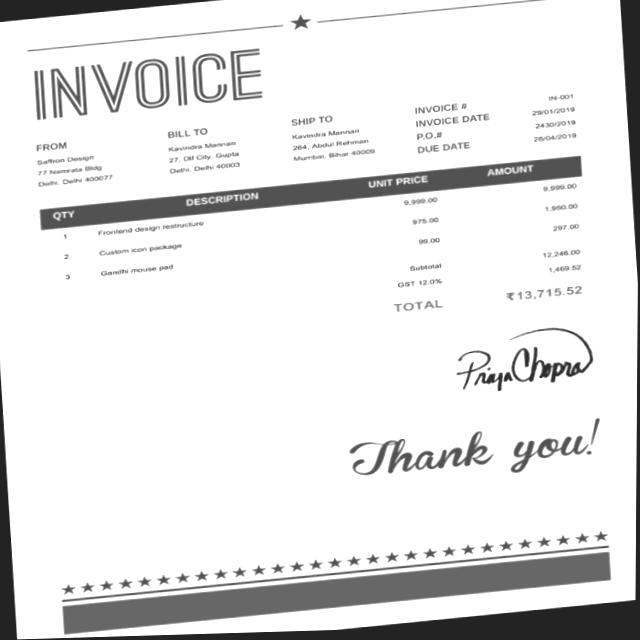 INVOICE
FROM
Saffron Design
77 Namrata Bldg
Delhi, Delhi 400077
BILL TO
Kavindra Mannan
27, Dlf City, Gupta
Delhi, Delhi 40003
SHIP TO
Kavindra Mannan
264, Abdul Rehman
Mumbai, Bihar 40009
INVOICE # IN-001
INVOICE DATE 29/01/2019
P.O.# 2430/2019
DUE DATE 26/04/2019
QTY DESCRIPTION UNIT PRICE AMOUNT
1 Frontend design restructure 9,999.00 9,999.00
2 Custom icon package 975.00 1,950.00
3 Gandhi mouse pad 99.00 297.00
Subtotal 12,246.00
GST 12.0% 1,469.52
TOTAL ₹13,715.52
Priya Chopra
Thank you!